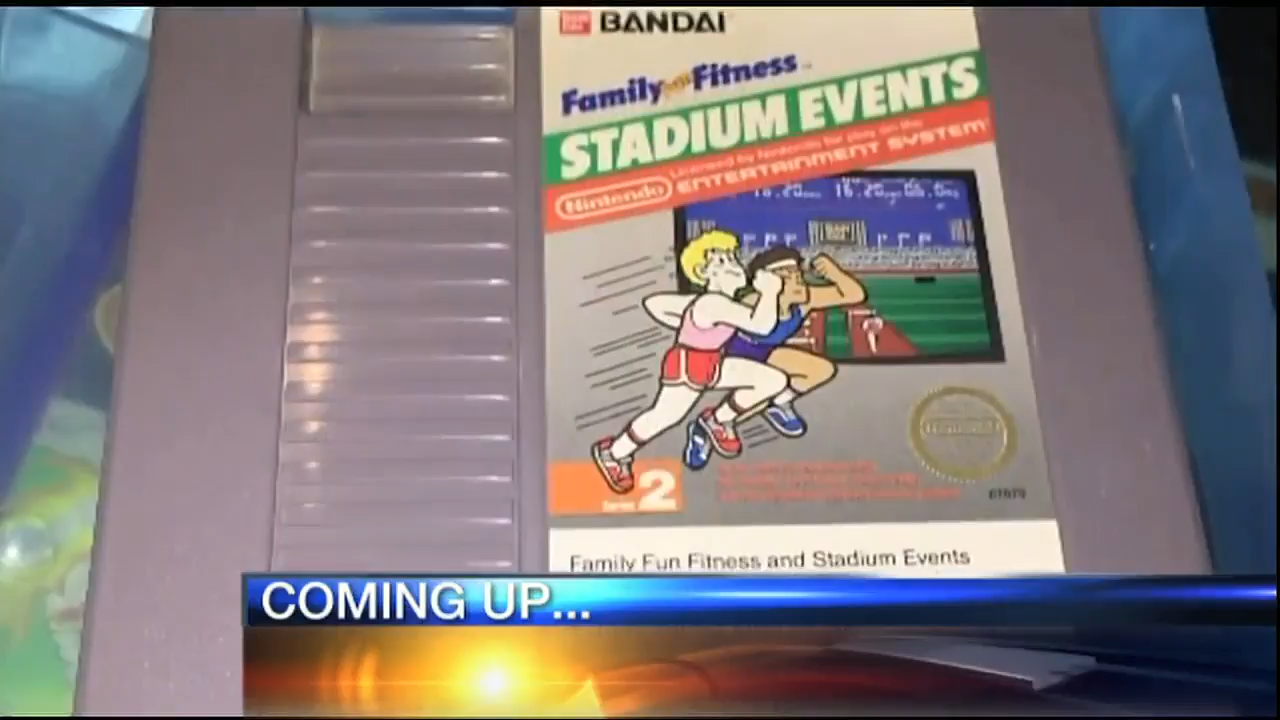 BANDAI
Family Fun Fitness
STADIUM EVENTS
Licensed by Nintendo for play on the
Nintendo ENTERTAINMENT SYSTEM
Series 2
Family Fun Fitness and Stadium Events
COMING UP...